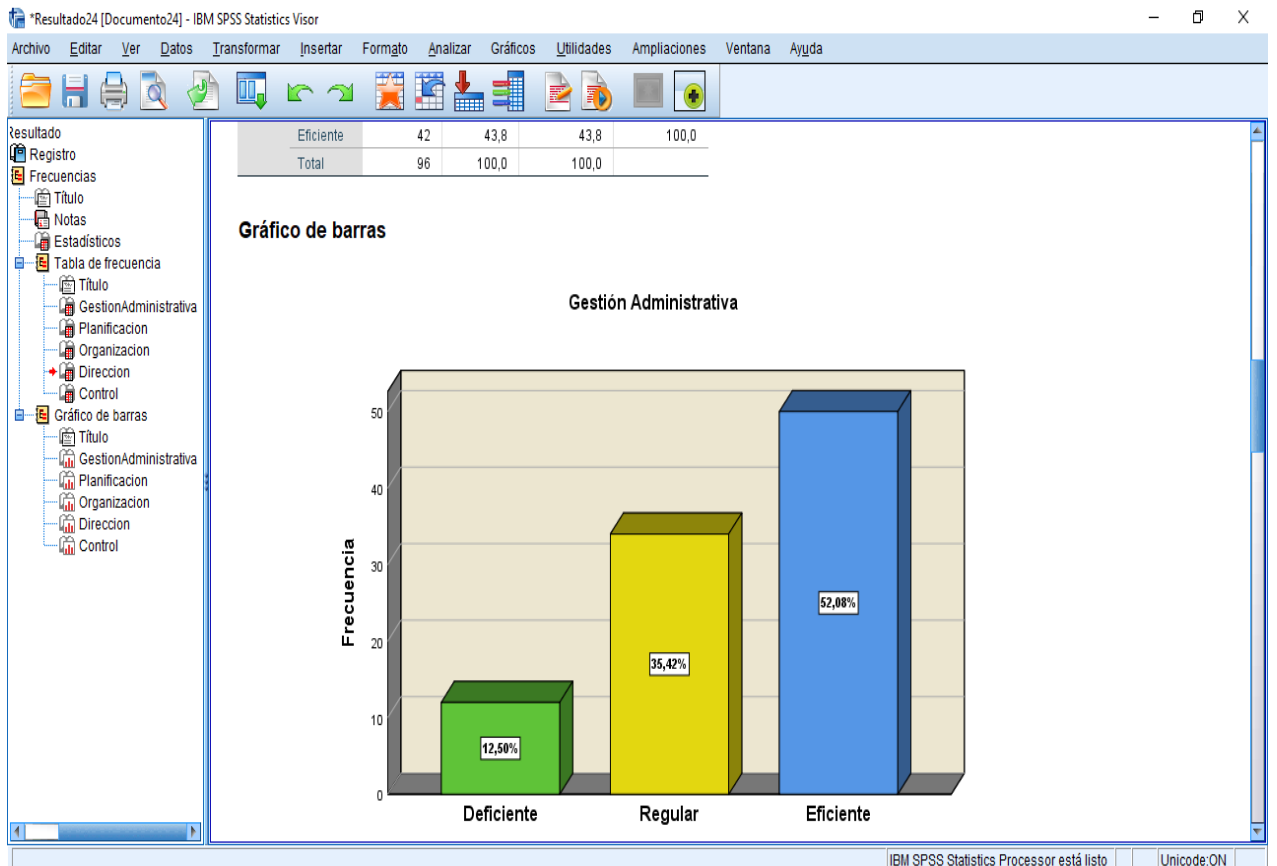 *Resultado24 [Documento24] - IBM SPSS Statistics Visor
Archivo Editar Ver Datos Transformar Insertar Formato Analizar Gráficos Utilidades Ampliaciones Ventana Ayuda
Resultado
Registro
Frecuencias
Título
Notas
Estadísticos
Tabla de frecuencia
Título
GestionAdministrativa
Planificacion
Organizacion
Direccion
Control
Gráfico de barras
Título
GestionAdministrativa
Planificacion
Organizacion
Direccion
Control
Eficiente 42 43,8 43,8 100,0
Total 96 100,0 100,0
Gráfico de barras
Gestión Administrativa
Frecuencia
50
40
30
20
10
0
12,50%
35,42%
52,08%
Deficiente Regular Eficiente
IBM SPSS Statistics Processor está listo Unicode:ON